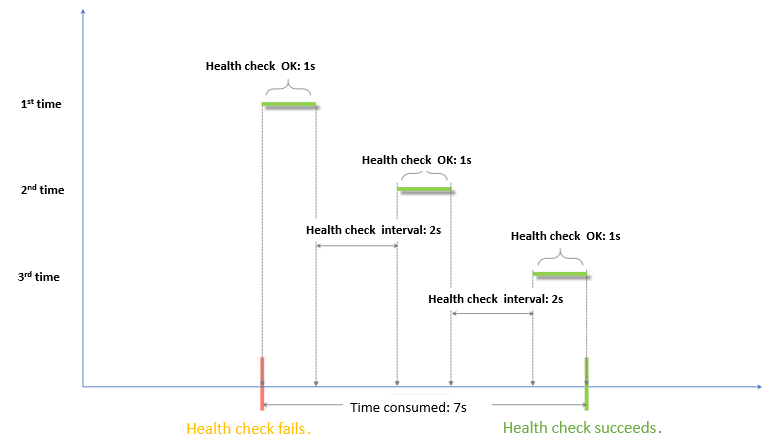 Health check OK: 1s
1st time
Health check OK: 1s
2nd time
Health check interval: 2s
Health check OK: 1s
3rd time
Health check interval: 2s
Time consumed: 7s
Health check fails.
Health check succeeds.